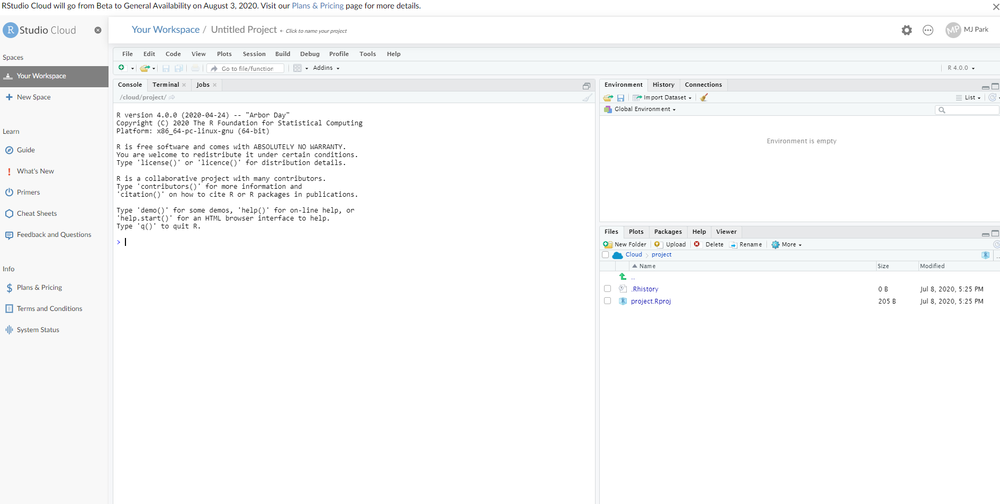 RStudio Cloud will go from Beta to General Availability on August 3, 2020. Visit our Plans & Pricing page for more details.
R Studio Cloud
Your Workspace / Untitled Project ← Click to name your project
MP MJ Park
Spaces
Your Workspace
New Space
Learn
Guide
What's New
Primers
Cheat Sheets
Feedback and Questions
Info
Plans & Pricing
Terms and Conditions
System Status
File Edit Code View Plots Session Build Debug Profile Tools Help
Go to file/function Addins R 4.0.0
Console Terminal Jobs
/cloud/project/
R version 4.0.0 (2020-04-24) -- "Arbor Day"
Copyright (C) 2020 The R Foundation for Statistical Computing
Platform: x86_64-pc-linux-gnu (64-bit)
R is free software and comes with ABSOLUTELY NO WARRANTY.
You are welcome to redistribute it under certain conditions.
Type 'license()' or 'licence()' for distribution details.
R is a collaborative project with many contributors.
Type 'contributors()' for more information and
'citation()' on how to cite R or R packages in publications.
Type 'demo()' for some demos, 'help()' for on-line help, or
'help.start()' for an HTML browser interface to help.
Type 'q()' to quit R.
>
Environment History Connections
Import Dataset List
Global Environment
Environment is empty
Files Plots Packages Help Viewer
New Folder Upload Delete Rename More
Cloud project R ..
Name Size Modified
..
.Rhistory 0 B Jul 8, 2020, 5:25 PM
project.Rproj 205 B Jul 8, 2020, 5:25 PM